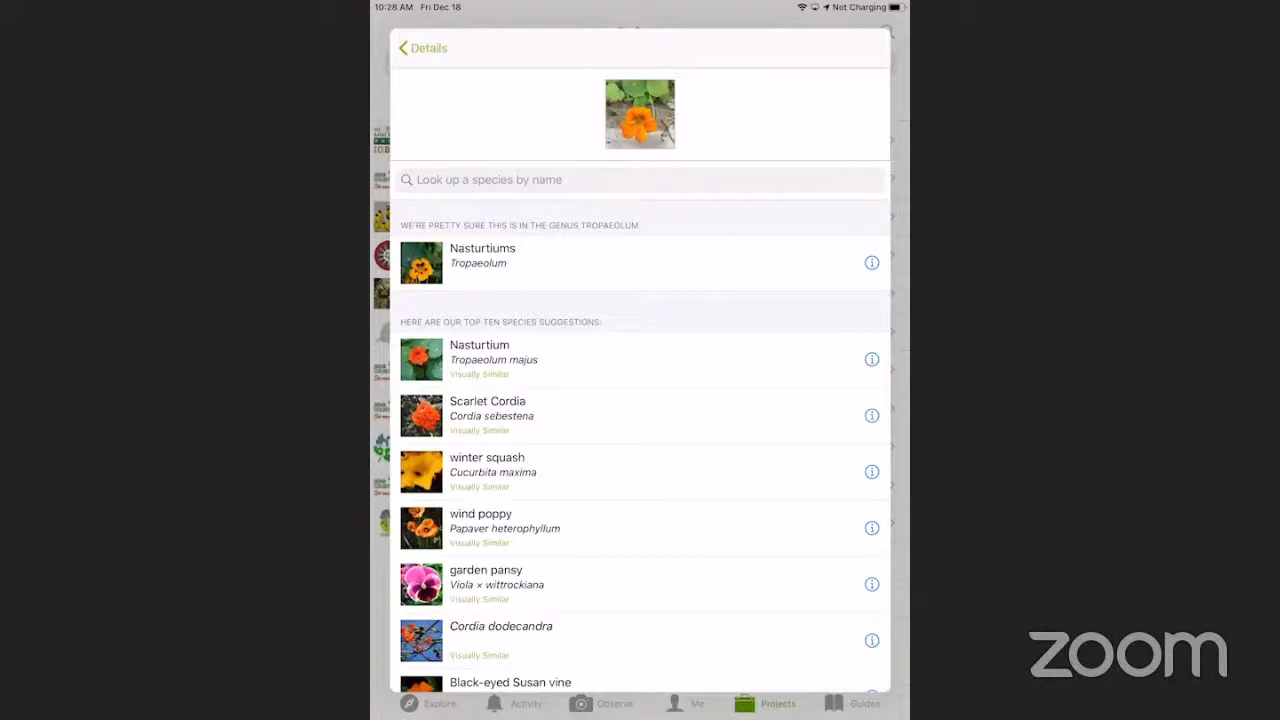 10:28 AM Fri Dec 18
Not Charging
Details
Look up a species by name
WE'RE PRETTY SURE THIS IS IN THE GENUS TROPAEOLUM
Nasturtiums
Tropaeolum
HERE ARE OUR TOP TEN SPECIES SUGGESTIONS:
Nasturtium
Tropaeolum majus
Visually Similar
Scarlet Cordia
Cordia sebestena
Visually Similar
winter squash
Cucurbita maxima
Visually Similar
wind poppy
Papaver heterophyllum
Visually Similar
garden pansy
Viola × wittrockiana
Visually Similar
Cordia dodecandra
Visually Similar
Black-eyed Susan vine
Explore
Activity
Observe
Me
Projects
Guides
zoom